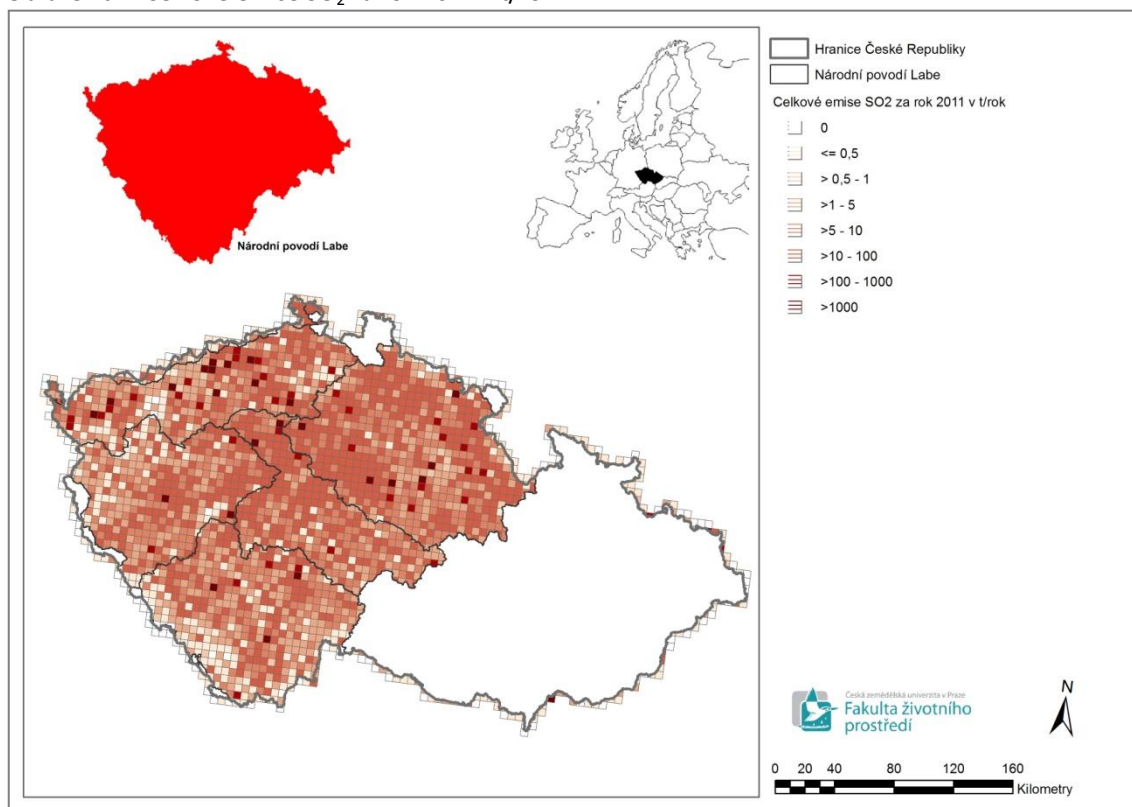 Hranice České Republiky
Národní povodí Labe
Celkové emise SO2 za rok 2011 v t/rok
0
<= 0,5
> 0,5 - 1
>1 - 5
>5 - 10
>10 - 100
>100 - 1000
>1000
Národní povodí Labe
Česká zemědělská univerzita v Praze
Fakulta životního
prostředí
N
0 20 40 80 120 160
Kilometry